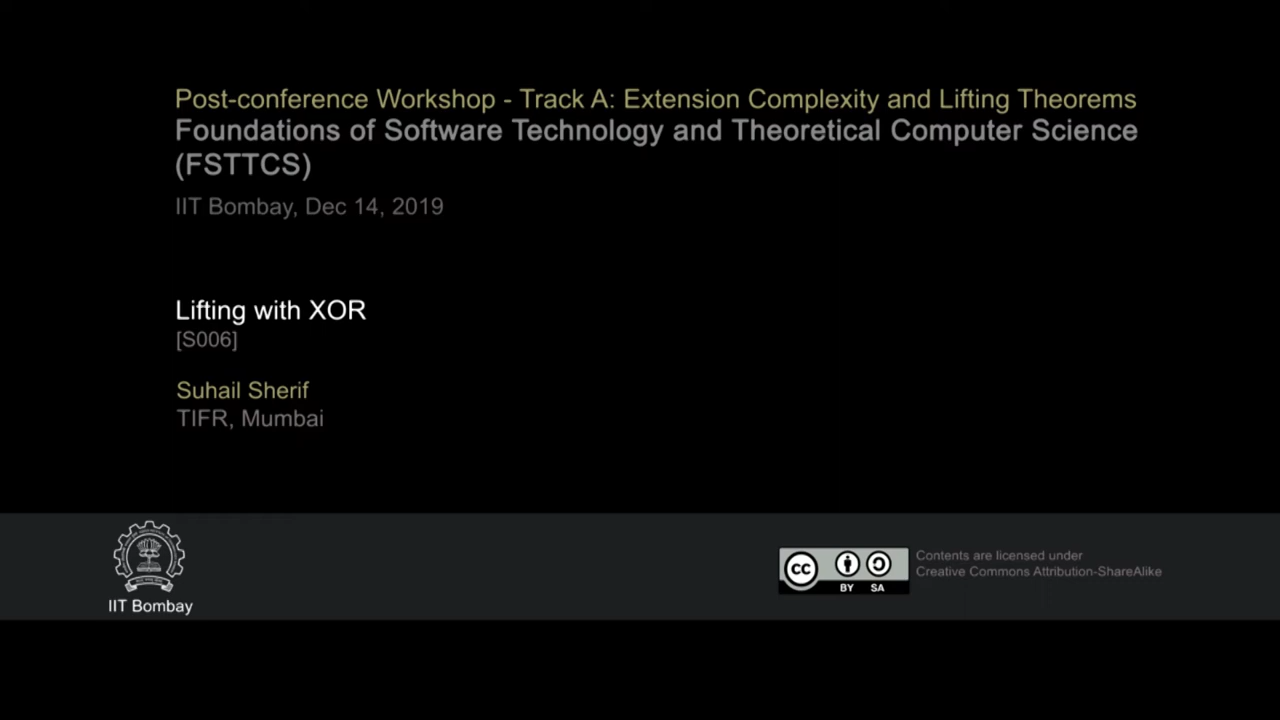 Post-conference Workshop - Track A: Extension Complexity and Lifting Theorems
Foundations of Software Technology and Theoretical Computer Science
(FSTTCS)
IIT Bombay, Dec 14, 2019
Lifting with XOR
[S006]
Suhail Sherif
TIFR, Mumbai
IIT Bombay
cc
BY SA
Contents are licensed under
Creative Commons Attribution-ShareAlike